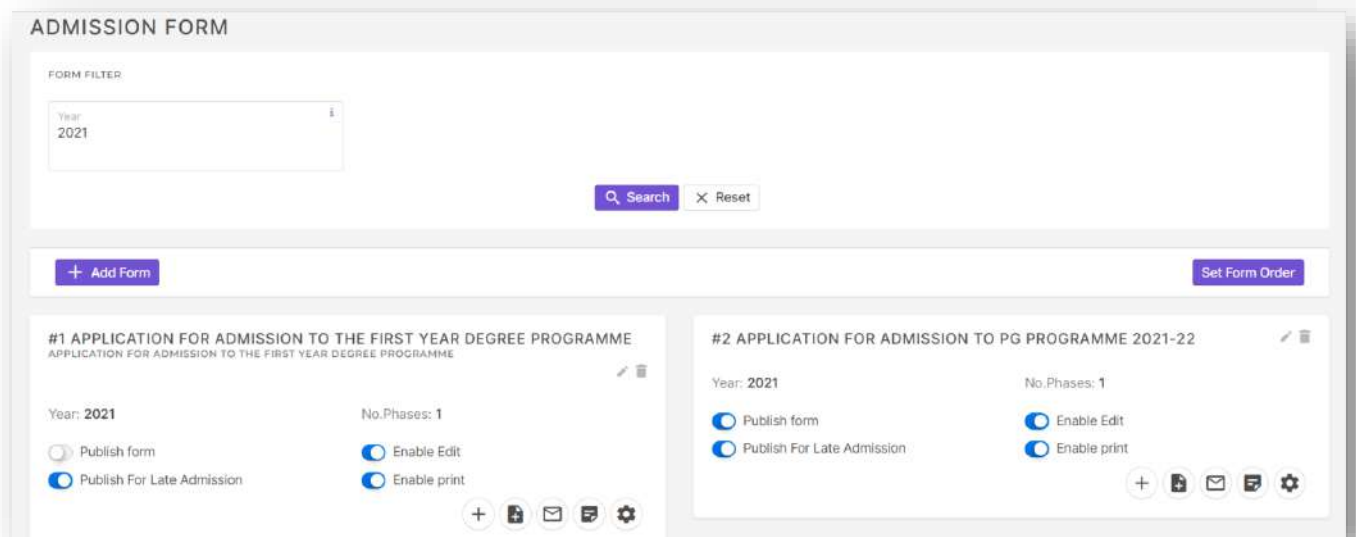 ADMISSION FORM
FORM FILTER
Year
i
2021
Search
Reset
Add Form
Set Form Order
#1 APPLICATION FOR ADMISSION TO THE FIRST YEAR DEGREE PROGRAMME
APPLICATION FOR ADMISSION TO THE FIRST YEAR DEGREE PROGRAMME
Year: 2021
No.Phases: 1
Publish form
Enable Edit
Publish For Late Admission
Enable print
#2 APPLICATION FOR ADMISSION TO PG PROGRAMME 2021-22
Year: 2021
No.Phases: 1
Publish form
Enable Edit
Publish For Late Admission
Enable print